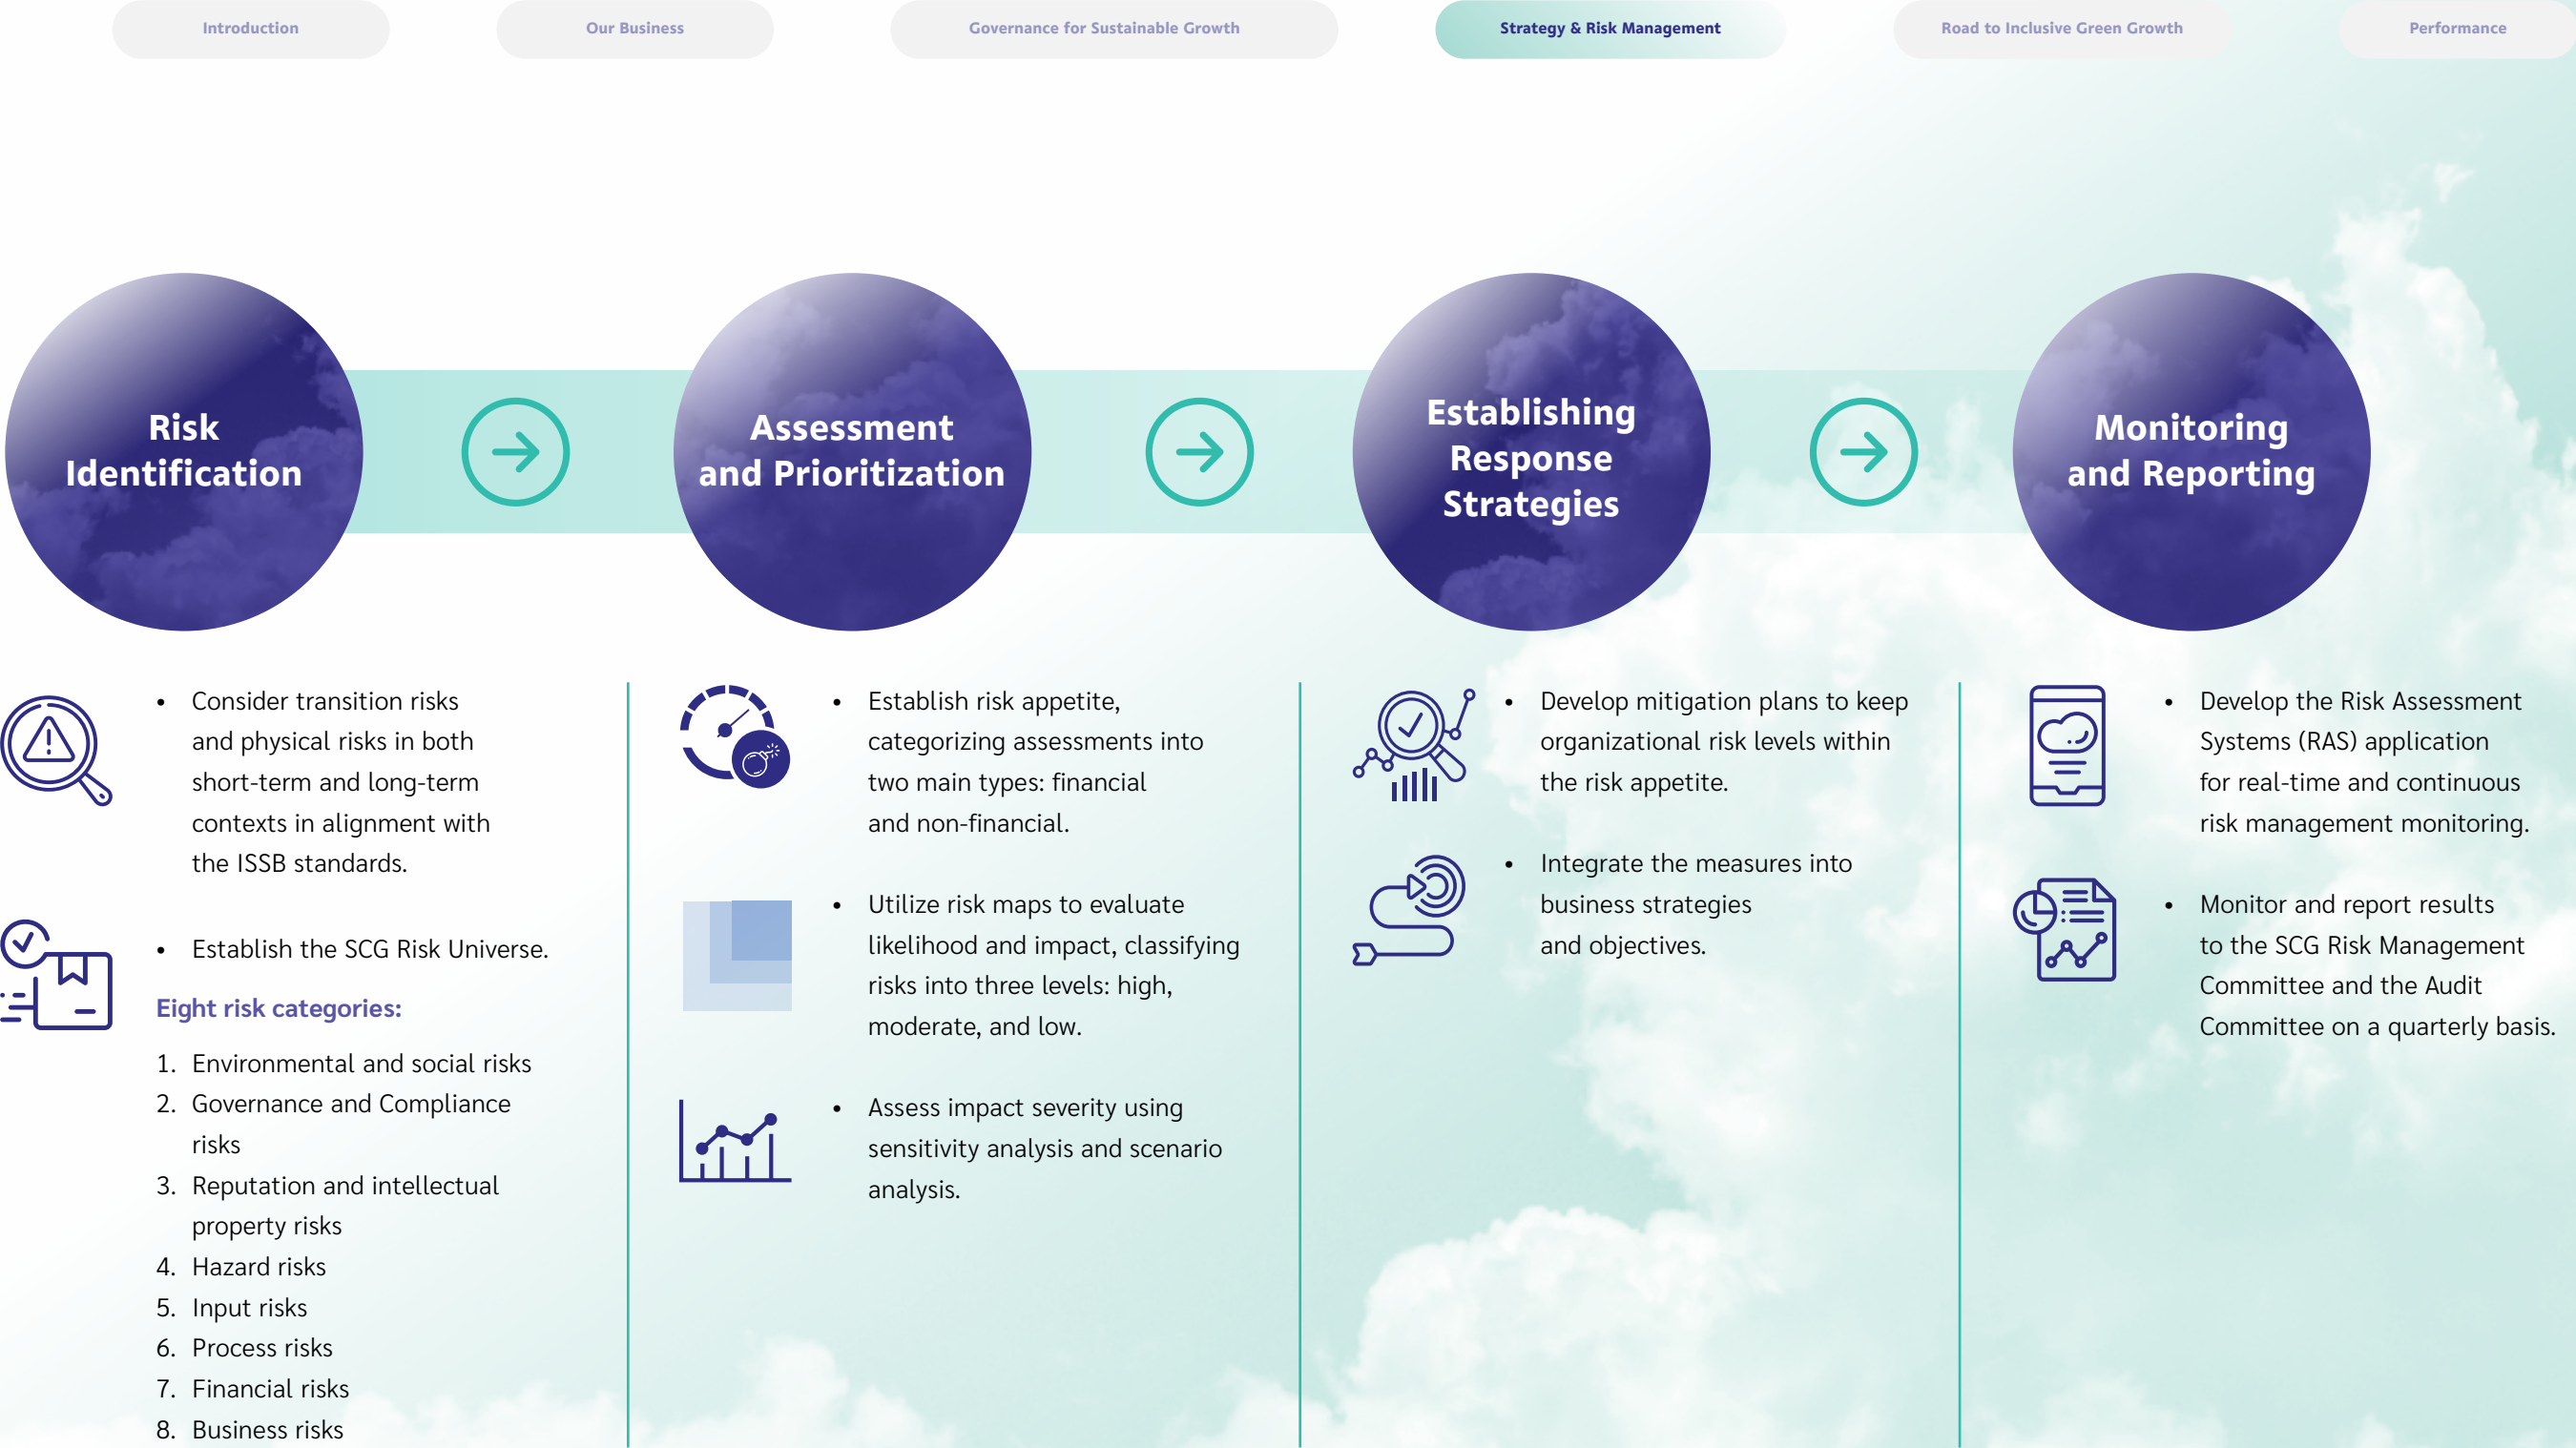 Introduction
Our Business
Governance for Sustainable Growth
Strategy & Risk Management
Road to Inclusive Green Growth
Performance
Risk
Identification
Assessment
and Prioritization
Establishing
Response
Strategies
Monitoring
and Reporting
• Consider transition risks
and physical risks in both
short-term and long-term
contexts in alignment with
the ISSB standards.
• Establish the SCG Risk Universe.
Eight risk categories:
1. Environmental and social risks
2. Governance and Compliance
risks
3. Reputation and intellectual
property risks
4. Hazard risks
5. Input risks
6. Process risks
7. Financial risks
8. Business risks
• Establish risk appetite,
categorizing assessments into
two main types: financial
and non-financial.
• Utilize risk maps to evaluate
likelihood and impact, classifying
risks into three levels: high,
moderate, and low.
• Assess impact severity using
sensitivity analysis and scenario
analysis.
• Develop mitigation plans to keep
organizational risk levels within
the risk appetite.
• Integrate the measures into
business strategies
and objectives.
• Develop the Risk Assessment
Systems (RAS) application
for real-time and continuous
risk management monitoring.
• Monitor and report results
to the SCG Risk Management
Committee and the Audit
Committee on a quarterly basis.